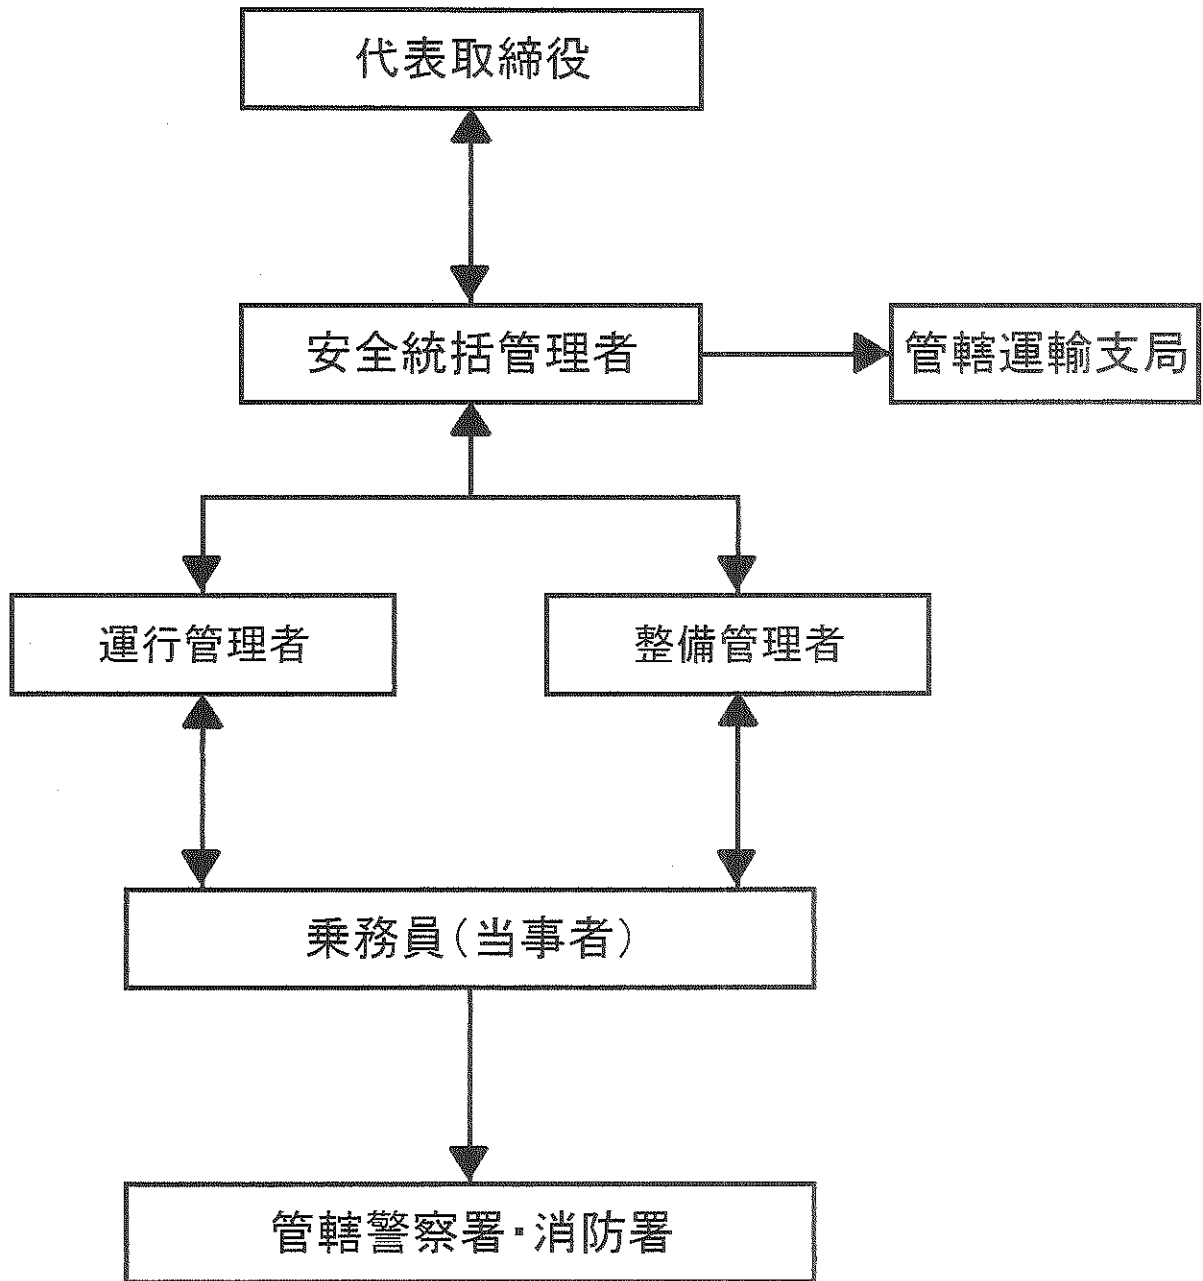 代表取締役
安全統括管理者
管轄運輸支局
運行管理者
整備管理者
乗務員(当事者)
管轄警察署・消防署